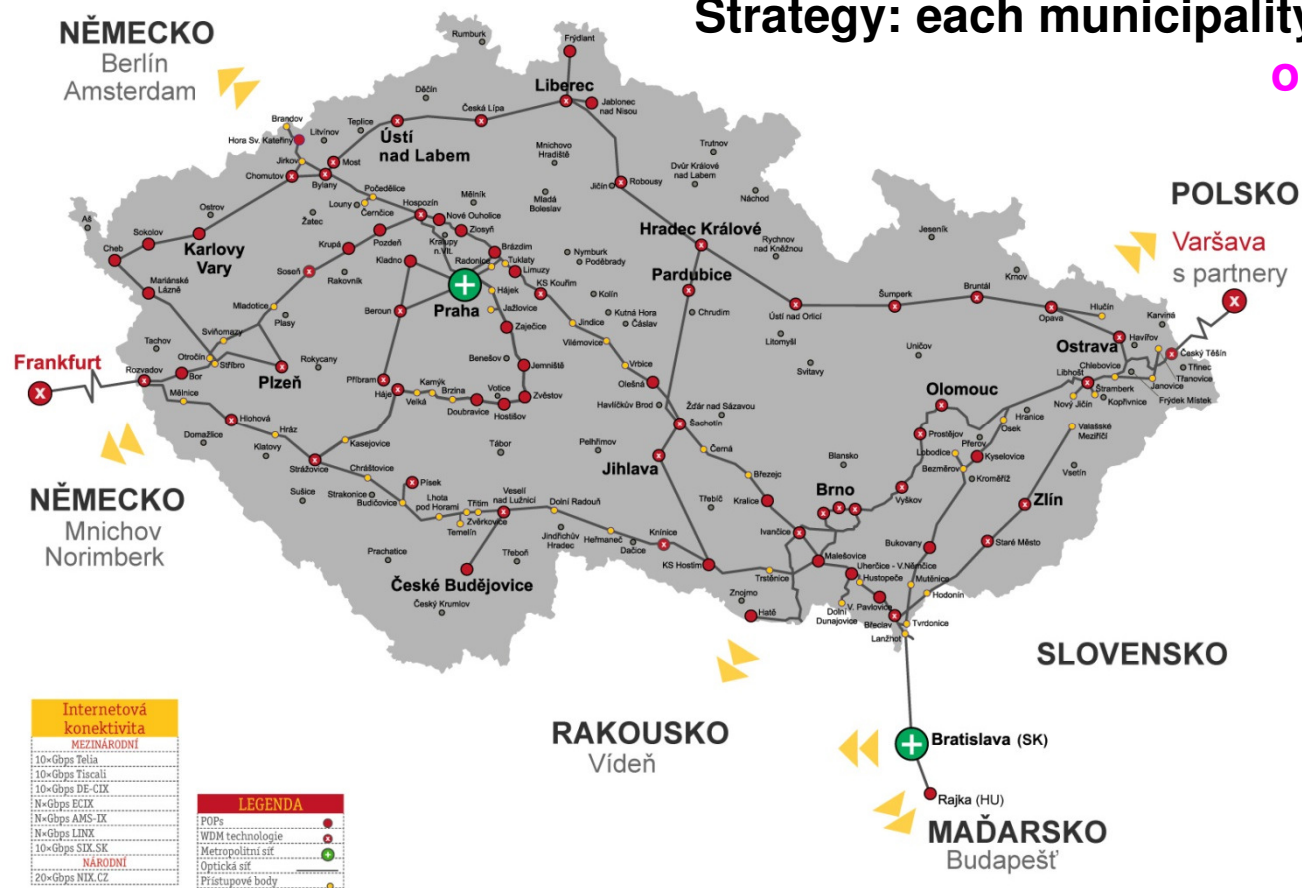 Strategy: each municipality
o
NĚMECKO
Berlín
Amsterdam
Rumburk
Frýdlant
Děčín
Liberec
Jablonec
nad Nisou
Česká Lípa
Teplice
Brandov
Litvínov
Ústí
nad Labem
Hora Sv. Kateřiny
Most
Jirkov
Chomutov
Bylany
Mnichovo
Hradiště
Trutnov
Dvůr Králové
nad Labem
Jičín
Robousy
Náchod
POLSKO
Varšava
s partnery
Počedělice
Louny
Černčice
Hospozín
Mělník
Mladá
Boleslav
Ostrov
Žatec
Nové Ouholice
Zlosyň
Aš
Sokolov
Karlovy
Vary
Cheb
Krupá
Pozdeň
Kralupy
n. Vlt.
Brázdim
Hradec Králové
Rychnov
nad Kněžnou
Jeseník
Kladno
Radonice
Tuklaty
Limuzy
Nymburk
Poděbrady
Soseň
Rakovník
Mariánské
Lázně
Pardubice
Krnov
KS Kouřim
Kolín
Hájek
Praha
Jažlovice
Beroun
Mladotice
Plasy
Kutná Hora
Čáslav
Chrudim
Ústí nad Orlicí
Šumperk
Bruntál
Opava
Hlučín
Karviná
Zaječice
Jindice
Vilémovice
Sviňomazy
Tachov
Otročín
Stříbro
Rokycany
Litomyšl
Uničov
Ostrava
Havířov
Český Těšín
Frankfurt
Rozvadov
Bor
Plzeň
Benešov
Jemniště
Vrbice
Olešná
Svitavy
Libhošť
Chlebovice
Třinec
Třanovice
Příbram
Háje
Kamýk
Velká
Brzina
Votice
Zvěstov
Doubravice
Hostišov
Olomouc
Štramberk
Kopřivnice
Janovice
Nový Jičín
Frýdek Místek
Mělnice
Hlohová
Havlíčkův Brod
Žďár nad Sázavou
Šachotín
Hranice
Osek
Valašské
Meziříčí
Domažlice
Hráz
Klatovy
Kasejovice
Prostějov
Přerov
Lobodice
Kyselovice
Bezměrov
Strážovice
Tábor
Pelhřimov
Jihlava
Černá
Blansko
Kroměříž
Vsetín
Chráštovice
Březejc
NĚMECKO
Mnichov
Norimberk
Sušice
Strakonice
Písek
Budičovice
Lhota
pod Horami
Třitim
Veselí
nad Lužnicí
Zvěrkovice
Temelín
Dolní Radouň
Kralice
Třebíč
Brno
Vyškov
Zlín
Ivančice
Jindřichův
Hradec
Heřmaneč
Dačice
Knínice
Bukovany
Staré Město
Prachatice
Třeboň
České Budějovice
KS Hostim
Trstěnice
Malešovice
Uherčice - V.Němčice
Hustopeče
Mutěnice
Hodonín
Český Krumlov
Znojmo
Hatě
Dolní
Dunajovice
V. Pavlovice
Břeclav
Tvrdonice
Lanžhot
SLOVENSKO
RAKOUSKO
Vídeň
Bratislava (SK)
Rajka (HU)
MAĎARSKO
Budapešť
Internetová
konektivita
MEZINÁRODNÍ
10×Gbps Telia
10×Gbps Tiscali
10×Gbps DE-CIX
N×Gbps ECIX
N×Gbps AMS-IX
N×Gbps LINX
10×Gbps SIX.SK
NÁRODNÍ
20×Gbps NIX.CZ
LEGENDA
POPs
WDM technologie
Metropolitní síť
Optická síť
Přístupové body